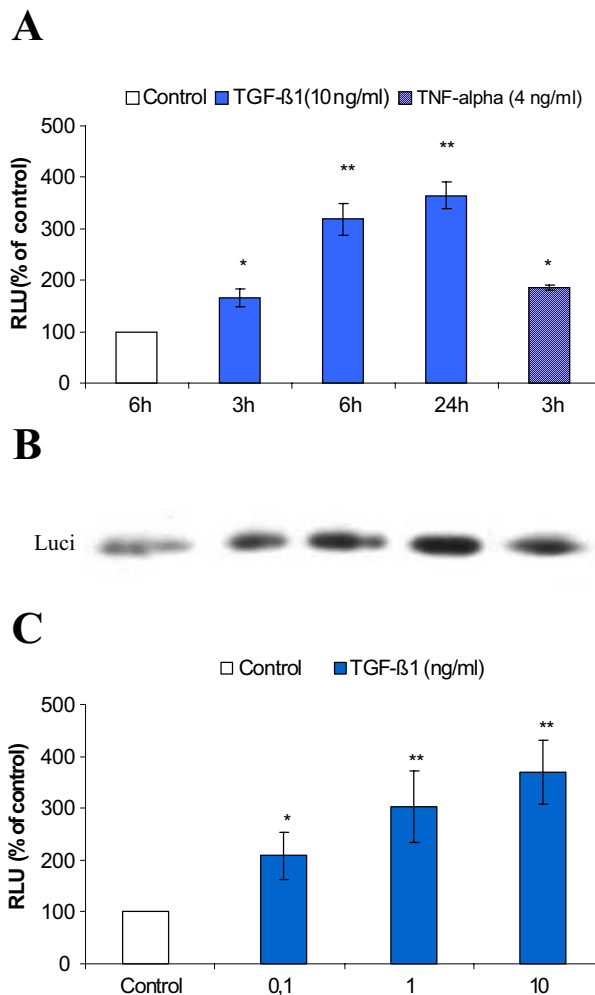 A
Control TGF-ß1(10ng/ml) TNF-alpha (4 ng/ml)
RLU(% of control)
500
400
300
200
100
0
*
**
**
*
6h 3h 6h 24h 3h
B
Luci
C
Control TGF-ß1 (ng/ml)
RLU (% of control)
500
400
300
200
100
0
*
**
**
Control 0,1 1 10